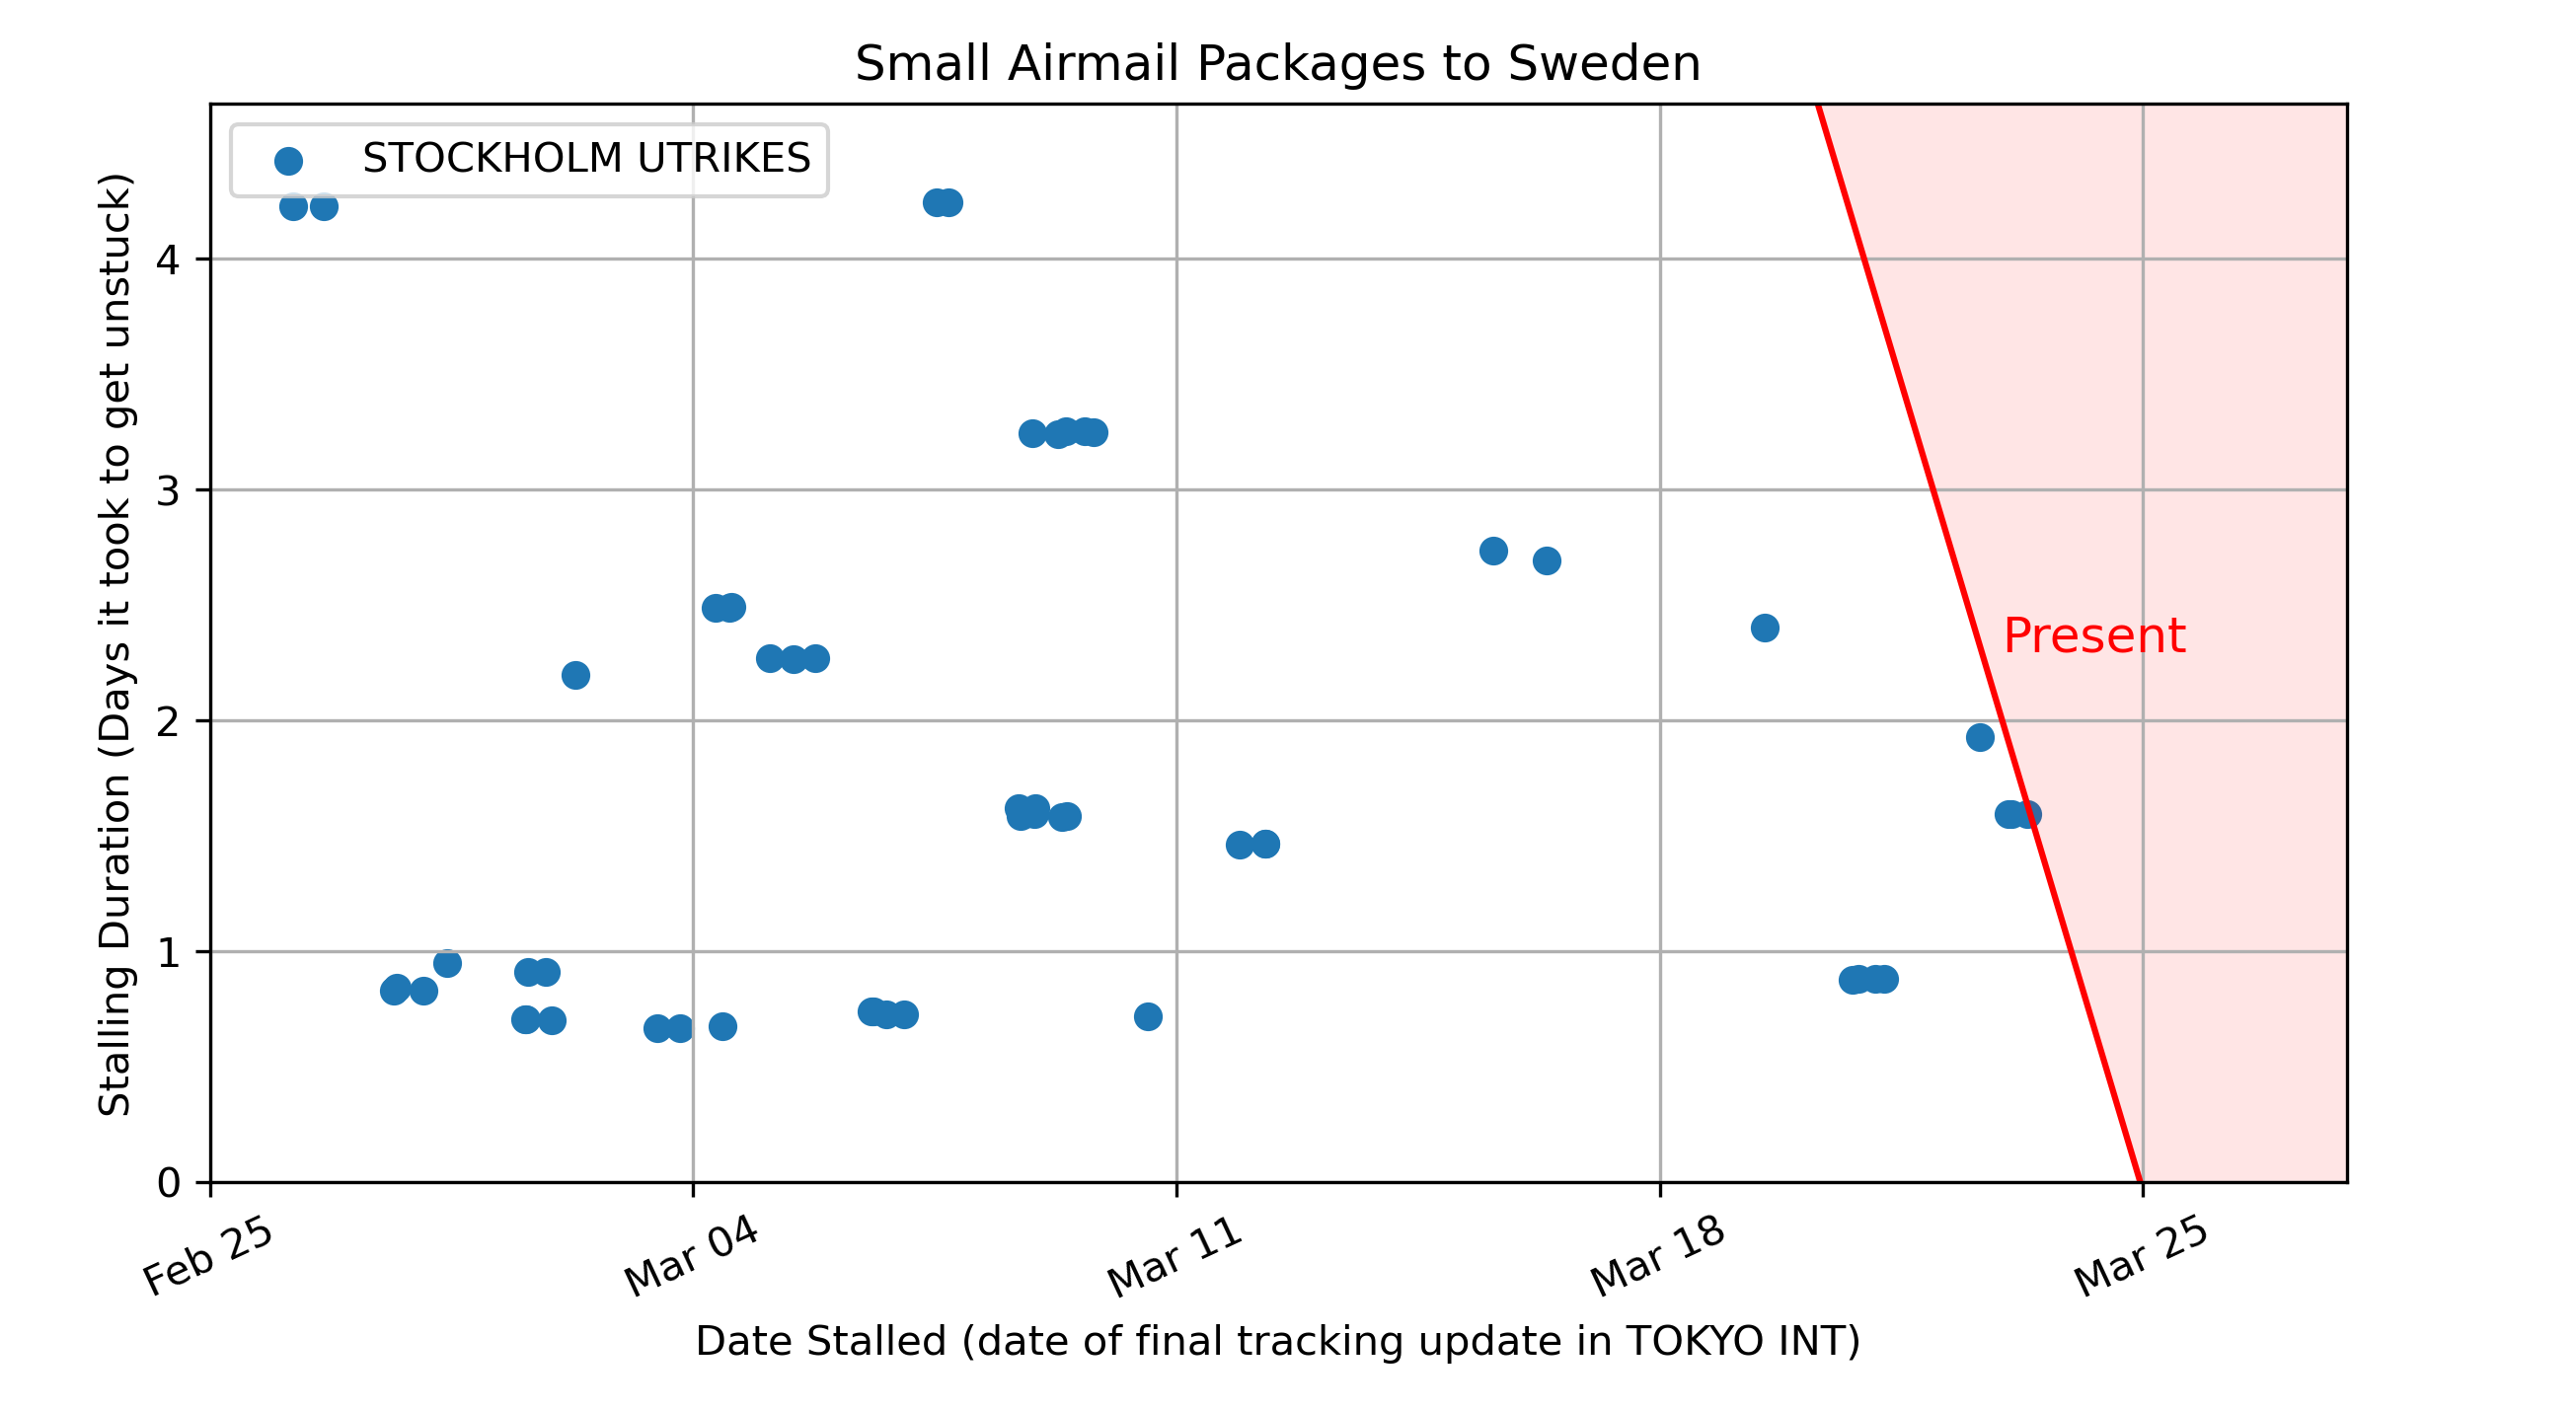 Small Airmail Packages to Sweden
STOCKHOLM UTRIKES
Stalling Duration (Days it took to get unstuck)
4
3
2
1
0
Present
Feb 25
Mar 04
Mar 11
Mar 18
Mar 25
Date Stalled (date of final tracking update in TOKYO INT)